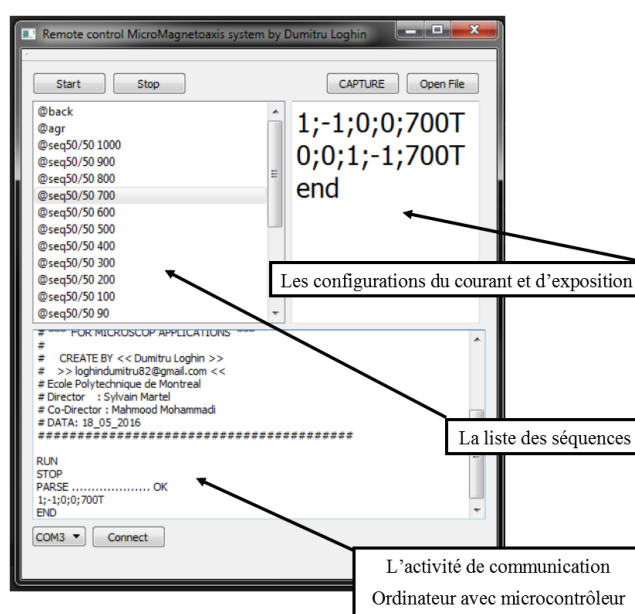 Remote control MicroMagnetoaxis system by Dumitru Loghin
Start Stop CAPTURE Open File
@back
@agr
@seq50/50 1000
@seq50/50 900
@seq50/50 800
@seq50/50 700
@seq50/50 600
@seq50/50 500
@seq50/50 400
@seq50/50 300
@seq50/50 200
@seq50/50 100
@seq50/50 90
1;-1;0;0;700T
0;0;1;-1;700T
end
Les configurations du courant et d’exposition
# FOR MICROSCOP APPLICATIONS
#
# CREATE BY << Dumitru Loghin >>
# >> loghindumitru82@gmail.com <<
# Ecole Polytechnique de Montreal
# Director : Sylvain Martel
# Co-Director : Mahmood Mohammadi
# DATA: 18_05_2016
########################################
La liste des séquences
RUN
STOP
PARSE .................... OK
1;-1;0;0;700T
END
COM3 Connect
L’activité de communication
Ordinateur avec microcontrôleur